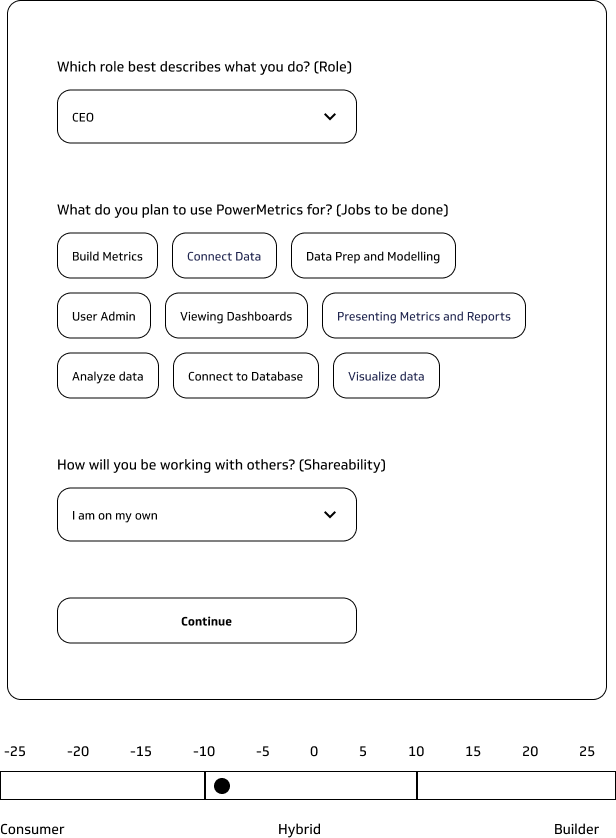 Which role best describes what you do? (Role)
CEO
What do you plan to use PowerMetrics for? (Jobs to be done)
Build Metrics Connect Data Data Prep and Modelling
User Admin Viewing Dashboards Presenting Metrics and Reports
Analyze data Connect to Database Visualize data
How will you be working with others? (Shareability)
I am on my own
Continue
-25 -20 -15 -10 -5 0 5 10 15 20 25
Consumer Hybrid Builder